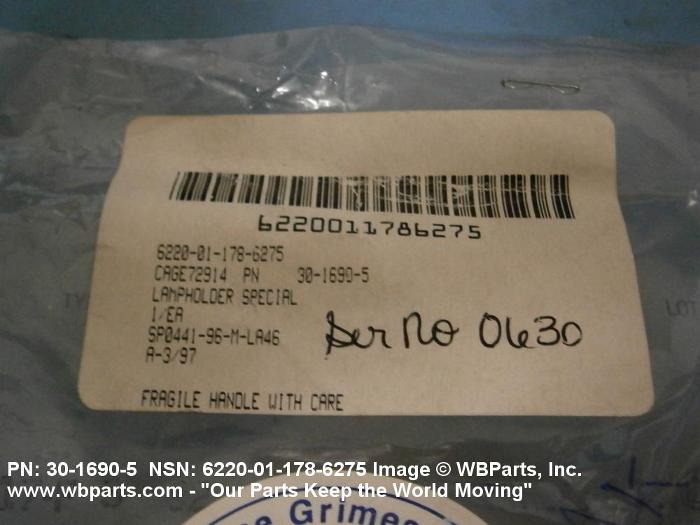 6220011786275
6220-01-178-6275
CAGE72914 PN 30-1690-5
LAMPHOLDER SPECIAL
1/EA
SP0441-96-M-LA46
A-3/97
Ser No 0630
FRAGILE HANDLE WITH CARE
PN: 30-1690-5 NSN: 6220-01-178-6275 Image © WBParts, Inc.
www.wbparts.com - "Our Parts Keep the World Moving"
Grimes